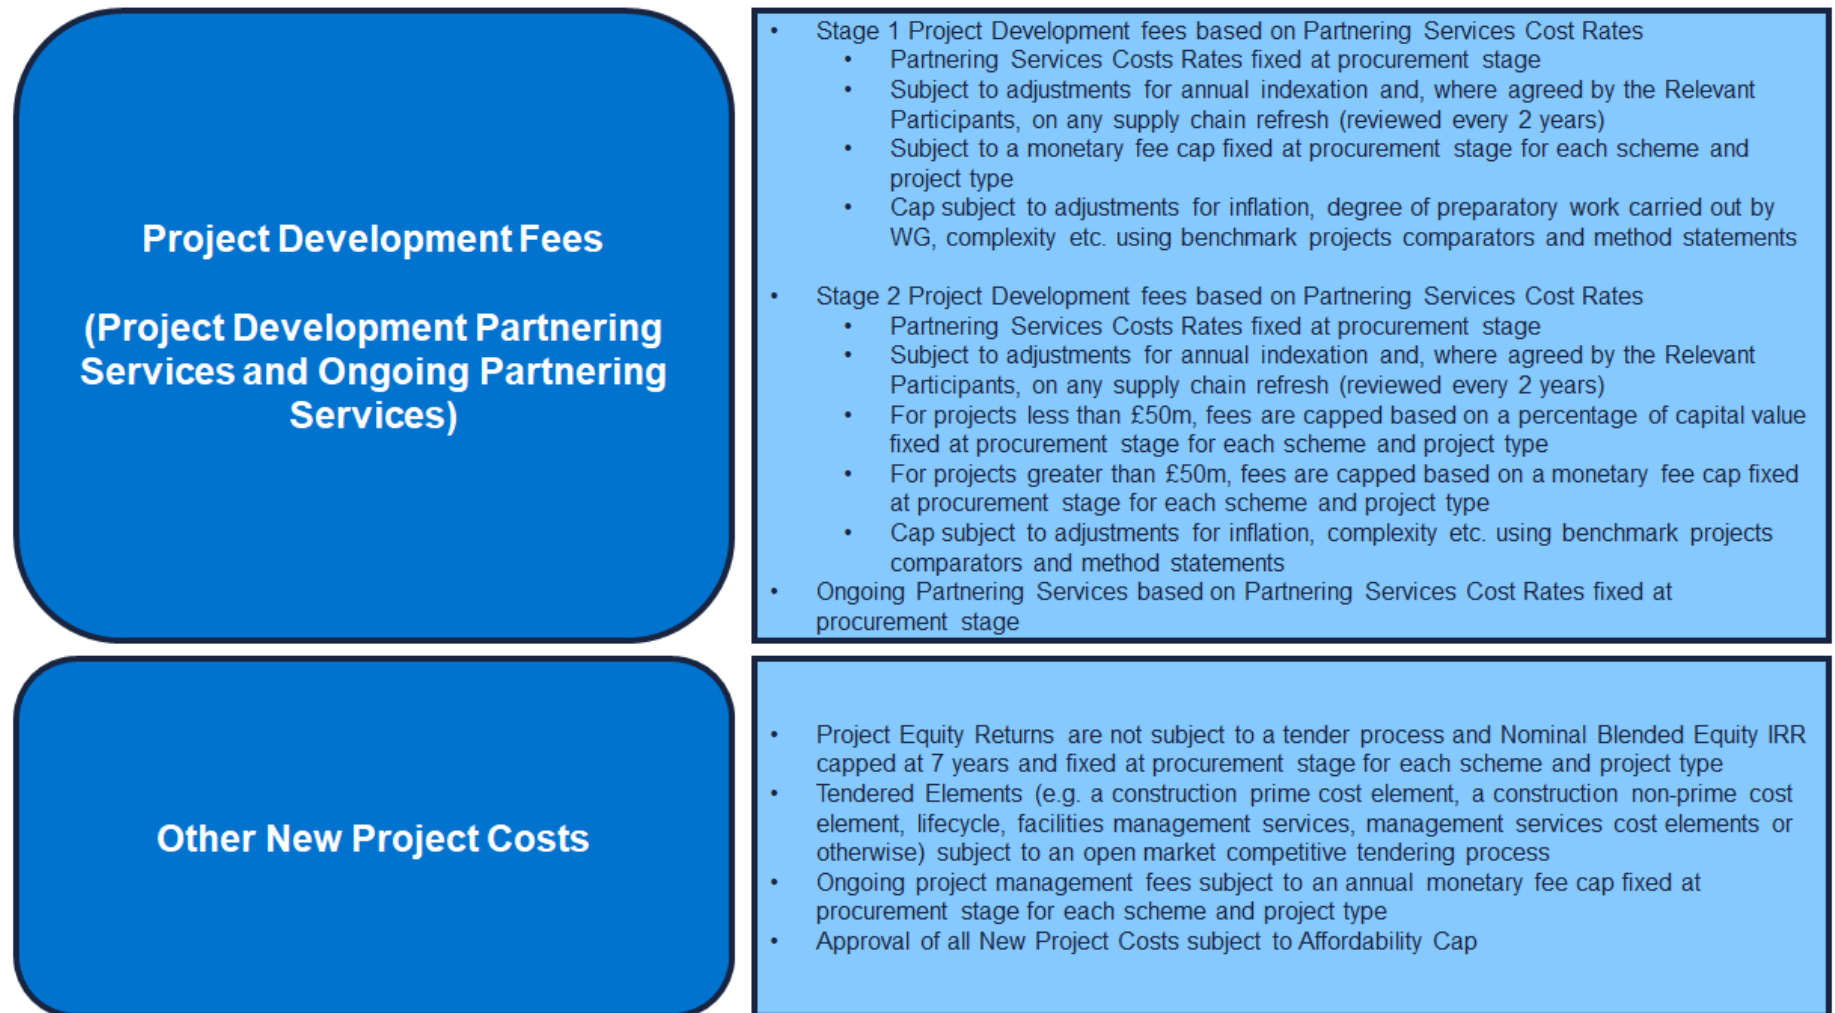 Project Development Fees
(Project Development Partnering
Services and Ongoing Partnering
Services)
• Stage 1 Project Development fees based on Partnering Services Cost Rates
• Partnering Services Costs Rates fixed at procurement stage
• Subject to adjustments for annual indexation and, where agreed by the Relevant
Participants, on any supply chain refresh (reviewed every 2 years)
• Subject to a monetary fee cap fixed at procurement stage for each scheme and
project type
• Cap subject to adjustments for inflation, degree of preparatory work carried out by
WG, complexity etc. using benchmark projects comparators and method statements
• Stage 2 Project Development fees based on Partnering Services Cost Rates
• Partnering Services Costs Rates fixed at procurement stage
• Subject to adjustments for annual indexation and, where agreed by the Relevant
Participants, on any supply chain refresh (reviewed every 2 years)
• For projects less than £50m, fees are capped based on a percentage of capital value
fixed at procurement stage for each scheme and project type
• For projects greater than £50m, fees are capped based on a monetary fee cap fixed
at procurement stage for each scheme and project type
• Cap subject to adjustments for inflation, complexity etc. using benchmark projects
comparators and method statements
• Ongoing Partnering Services based on Partnering Services Cost Rates fixed at
procurement stage
Other New Project Costs
• Project Equity Returns are not subject to a tender process and Nominal Blended Equity IRR
capped at 7 years and fixed at procurement stage for each scheme and project type
• Tendered Elements (e.g. a construction prime cost element, a construction non-prime cost
element, lifecycle, facilities management services, management services cost elements or
otherwise) subject to an open market competitive tendering process
• Ongoing project management fees subject to an annual monetary fee cap fixed at
procurement stage for each scheme and project type
• Approval of all New Project Costs subject to Affordability Cap